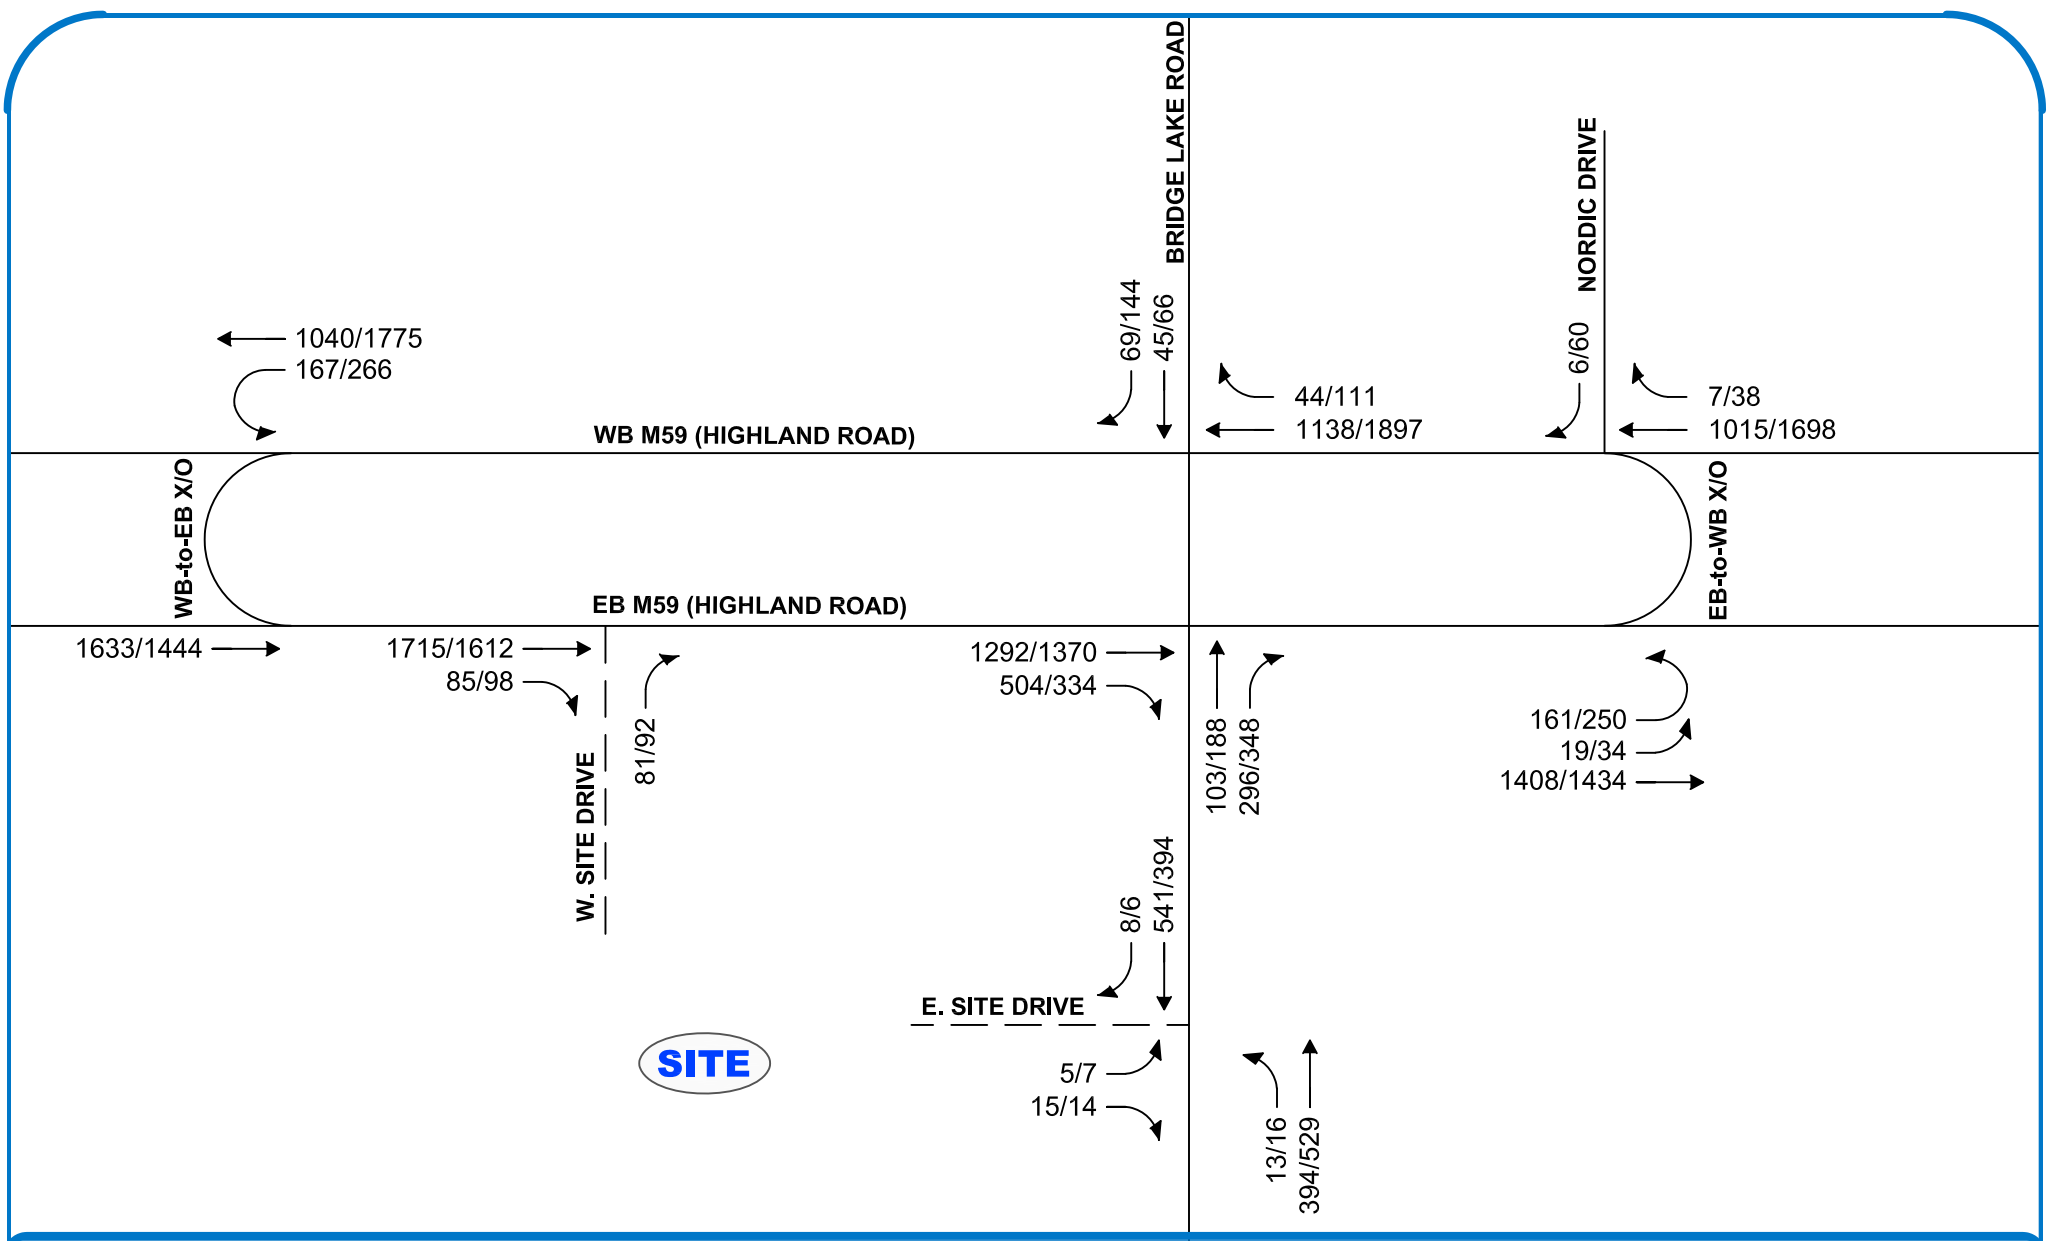 BRIDGE LAKE ROAD
NORDIC DRIVE
69/144
45/66
6/60
1040/1775
167/266
44/111
1138/1897
7/38
1015/1698
WB M59 (HIGHLAND ROAD)
WB-to-EB X/O
EB-to-WB X/O
EB M59 (HIGHLAND ROAD)
1633/1444
1715/1612
85/98
81/92
1292/1370
504/334
103/188
296/348
161/250
19/34
1408/1434
W. SITE DRIVE
8/6
541/394
E. SITE DRIVE
SITE
5/7
15/14
13/16
394/529